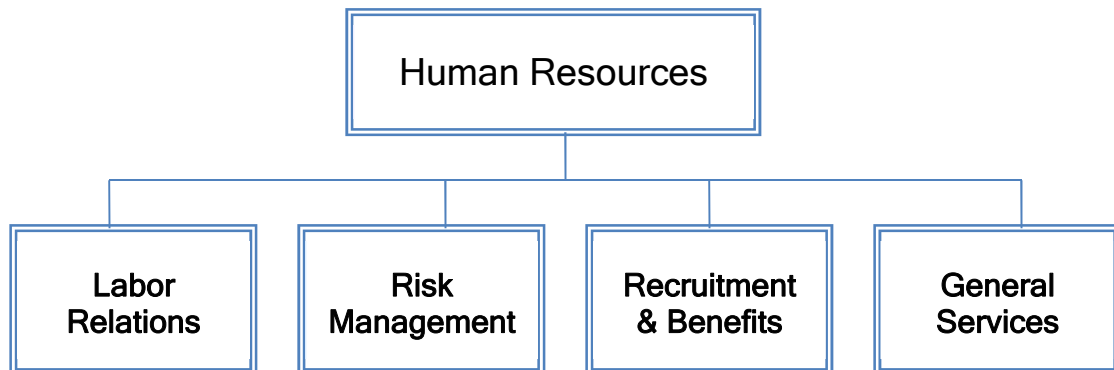 Human Resources
Labor
Relations
Risk
Management
Recruitment
& Benefits
General
Services